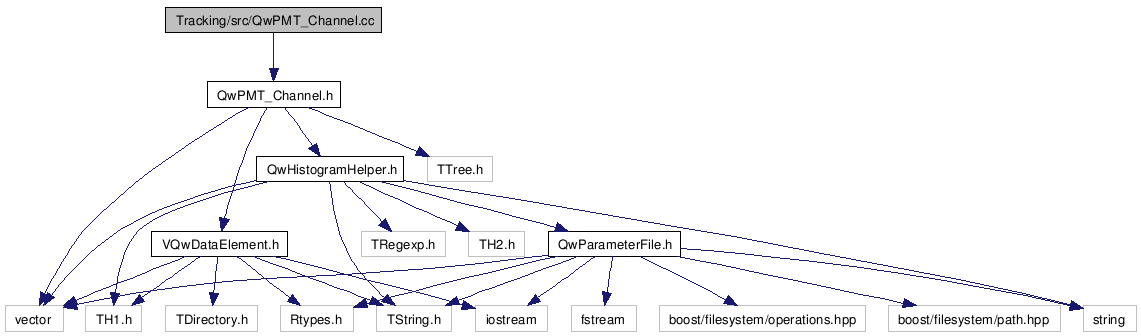 Tracking/src/QwPMT_Channel.cc
QwPMT_Channel.h
QwHistogramHelper.h
TTree.h
VQwDataElement.h
TRegexp.h
TH2.h
QwParameterFile.h
vector
TH1.h
TDirectory.h
Rtypes.h
TString.h
iostream
fstream
boost/filesystem/operations.hpp
boost/filesystem/path.hpp
string